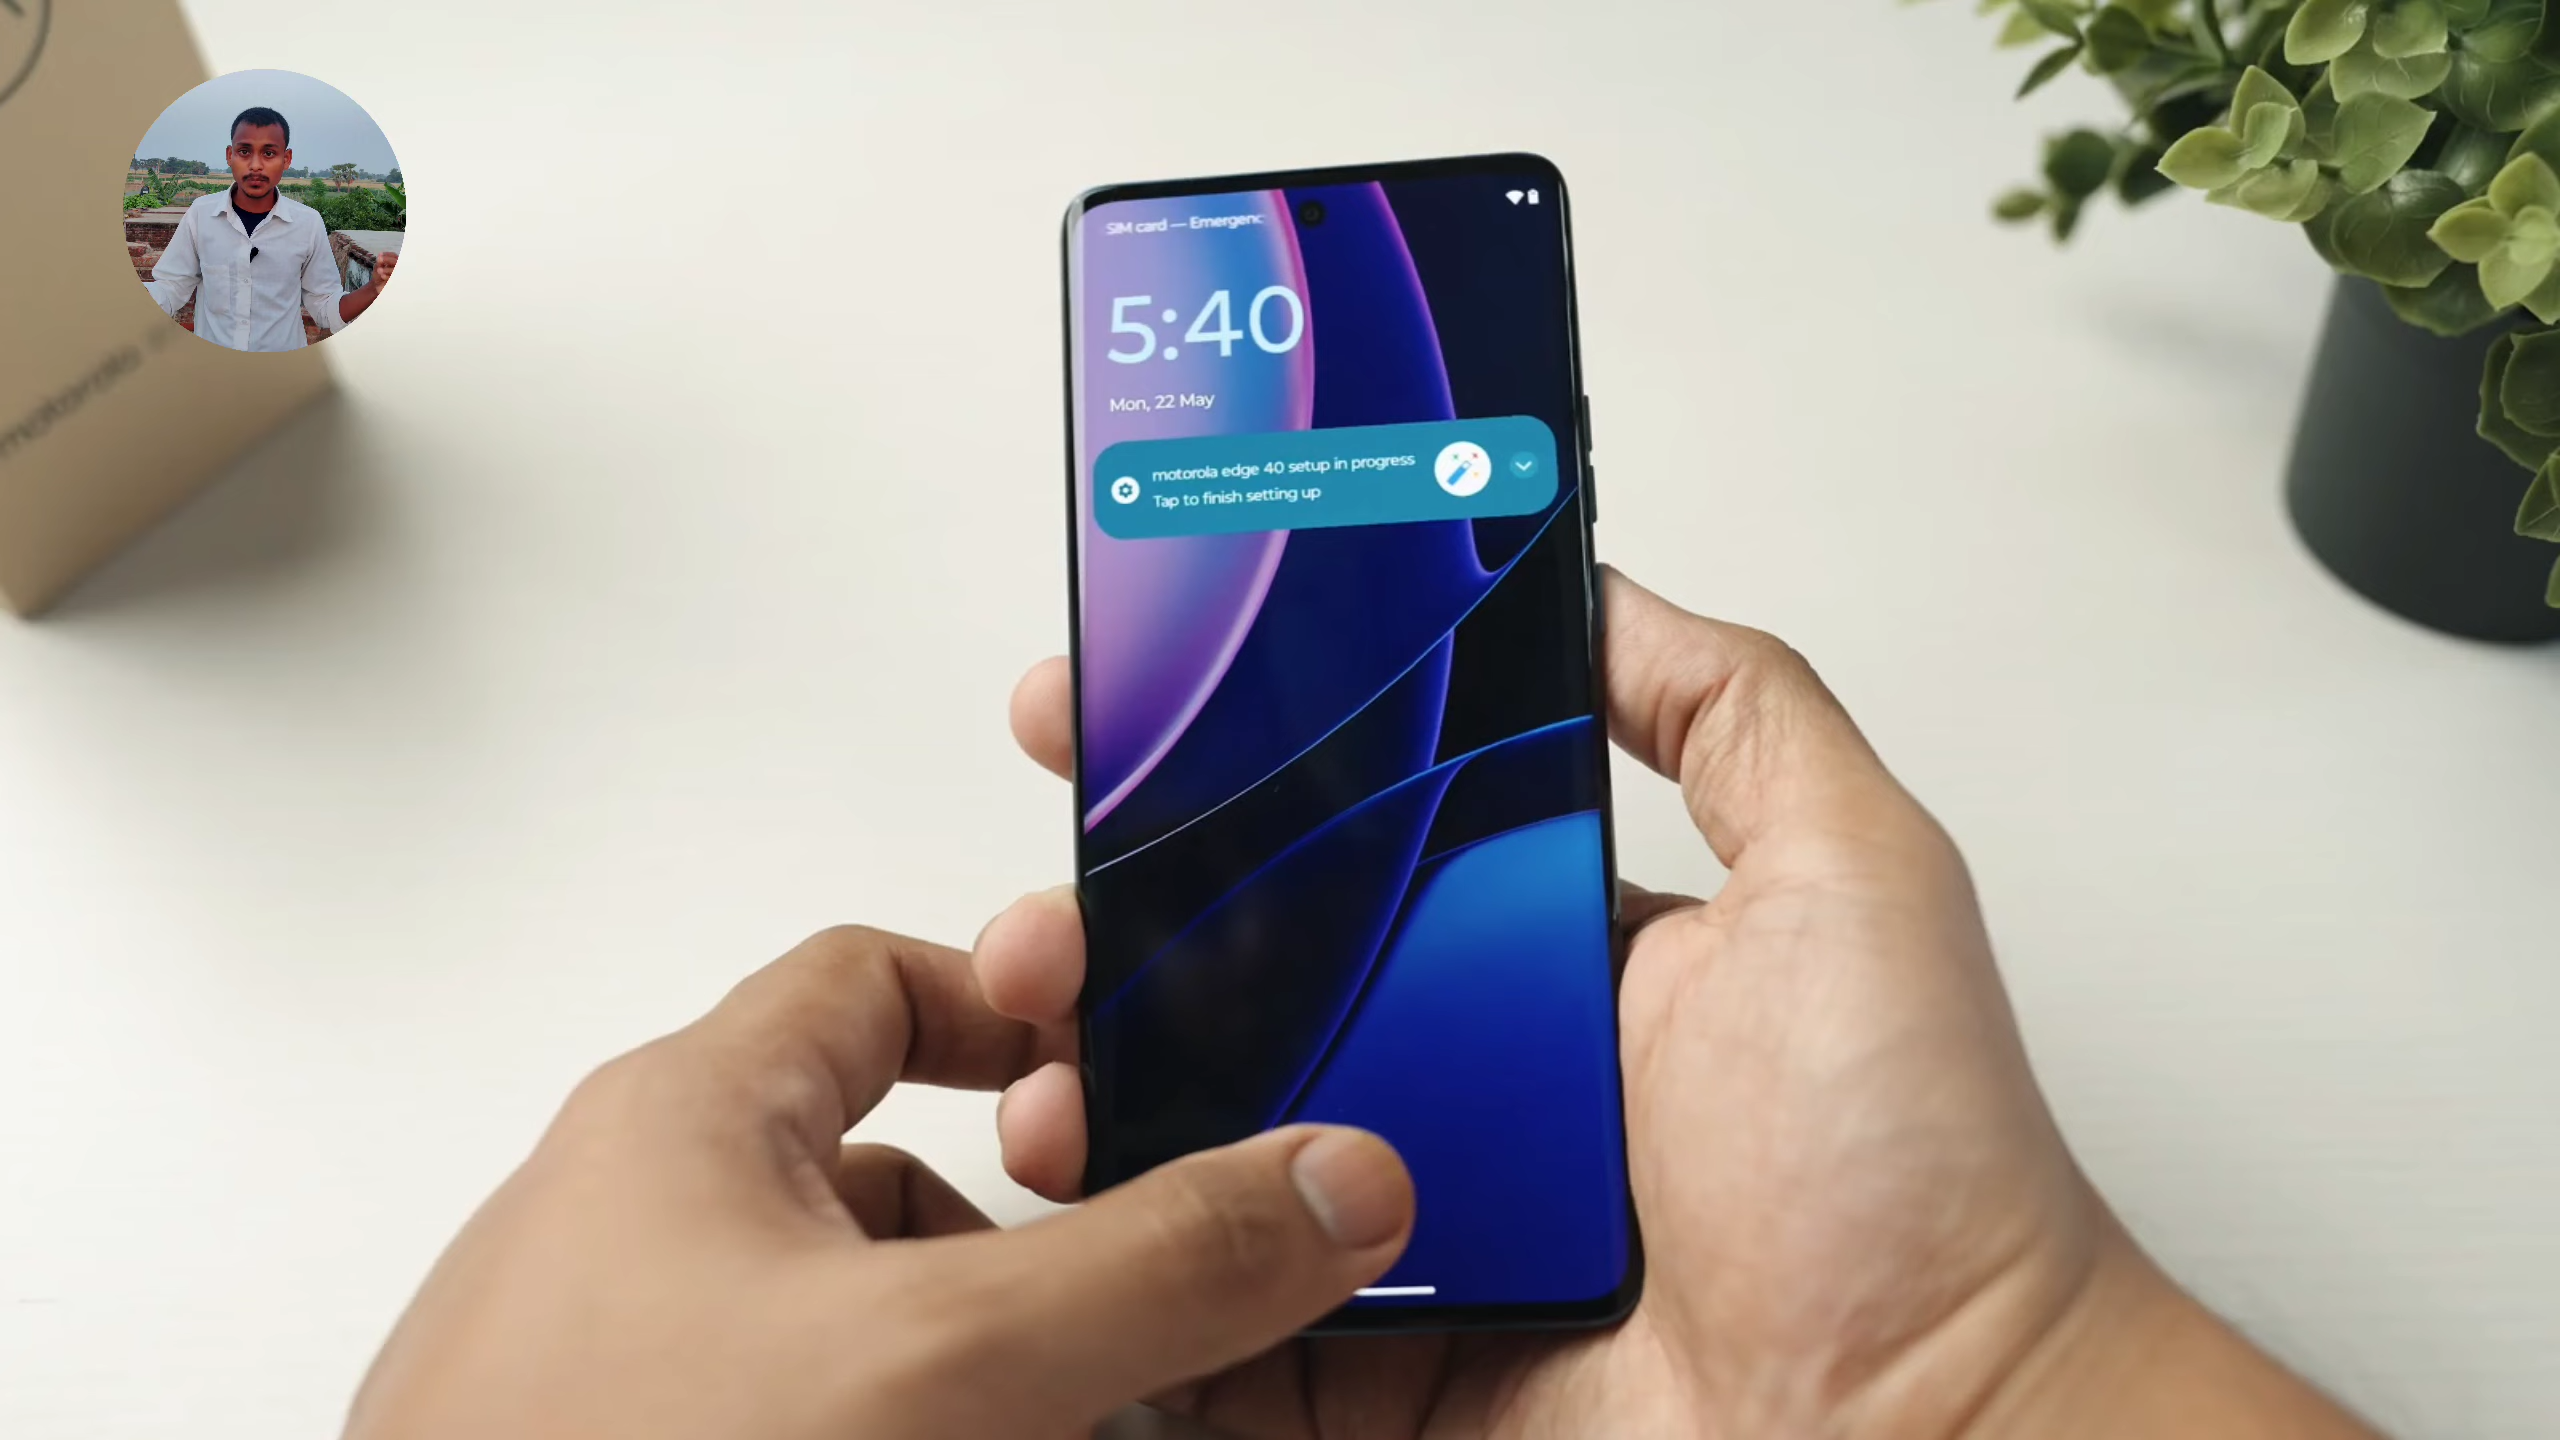 motorola
SIM card — Emergenc
5:40
Mon, 22 May
motorola edge 40 setup in progress
Tap to finish setting up